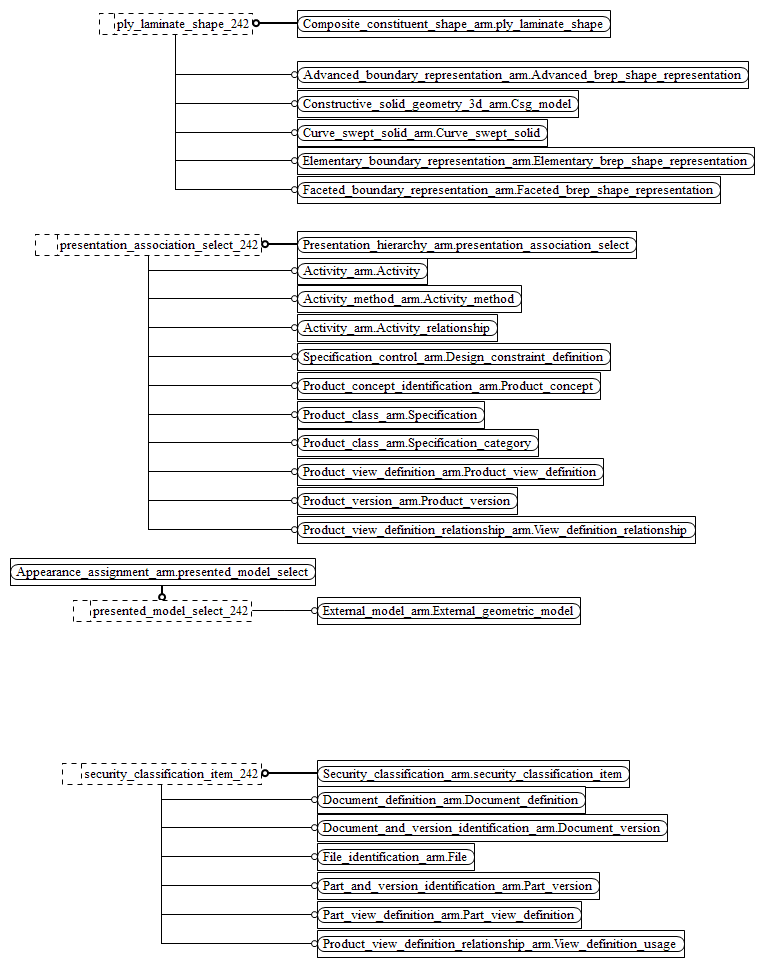 ply_laminate_shape_242
Composite_constituent_shape_arm.ply_laminate_shape
Advanced_boundary_representation_arm.Advanced_brep_shape_representation
Constructive_solid_geometry_3d_arm.Csg_model
Curve_swept_solid_arm.Curve_swept_solid
Elementary_boundary_representation_arm.Elementary_brep_shape_representation
Faceted_boundary_representation_arm.Faceted_brep_shape_representation
presentation_association_select_242
Presentation_hierarchy_arm.presentation_association_select
Activity_arm.Activity
Activity_method_arm.Activity_method
Activity_arm.Activity_relationship
Specification_control_arm.Design_constraint_definition
Product_concept_identification_arm.Product_concept
Product_class_arm.Specification
Product_class_arm.Specification_category
Product_view_definition_arm.Product_view_definition
Product_version_arm.Product_version
Product_view_definition_relationship_arm.View_definition_relationship
Appearance_assignment_arm.presented_model_select
presented_model_select_242
External_model_arm.External_geometric_model
security_classification_item_242
Security_classification_arm.security_classification_item
Document_definition_arm.Document_definition
Document_and_version_identification_arm.Document_version
File_identification_arm.File
Part_and_version_identification_arm.Part_version
Part_view_definition_arm.Part_view_definition
Product_view_definition_relationship_arm.View_definition_usage